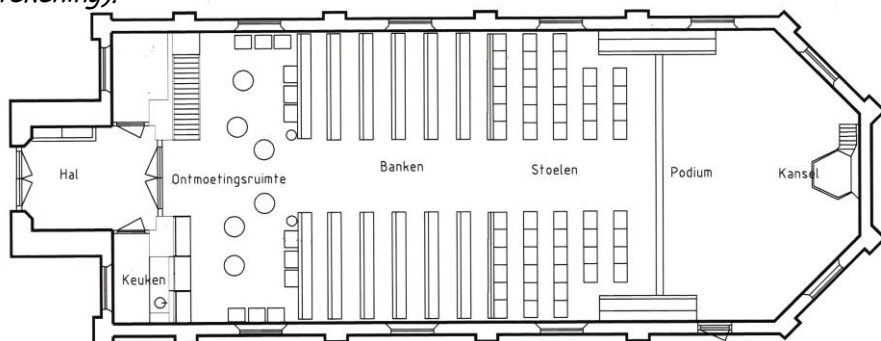 Hal
Ontmoetingsruimte
Banken
Stoelen
Podium
Kansel
Keuken